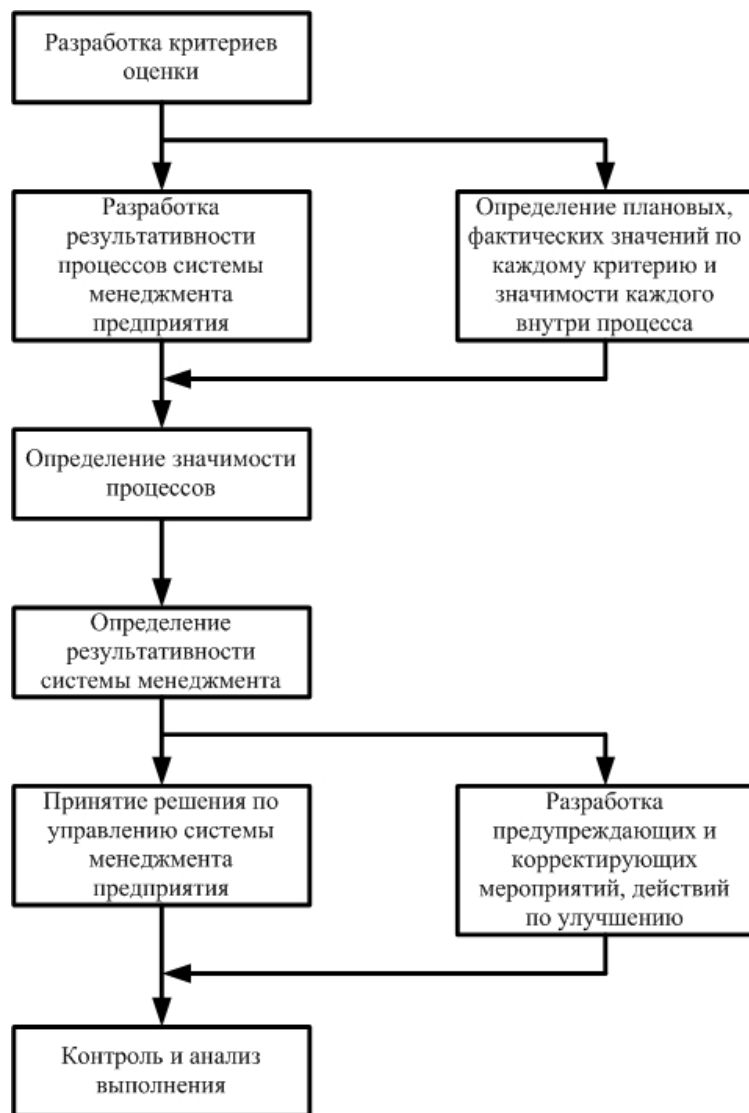 Разработка критериев
оценки
Разработка
результативности
процессов системы
менеджмента
предприятия
Определение плановых,
фактических значений по
каждому критерию и
значимости каждого
внутри процесса
Определение значимости
процессов
Определение
результативности
системы менеджмента
Принятие решения по
управлению системы
менеджмента
предприятия
Разработка
предупреждающих и
корректирующих
мероприятий, действий
по улучшению
Контроль и анализ
выполнения